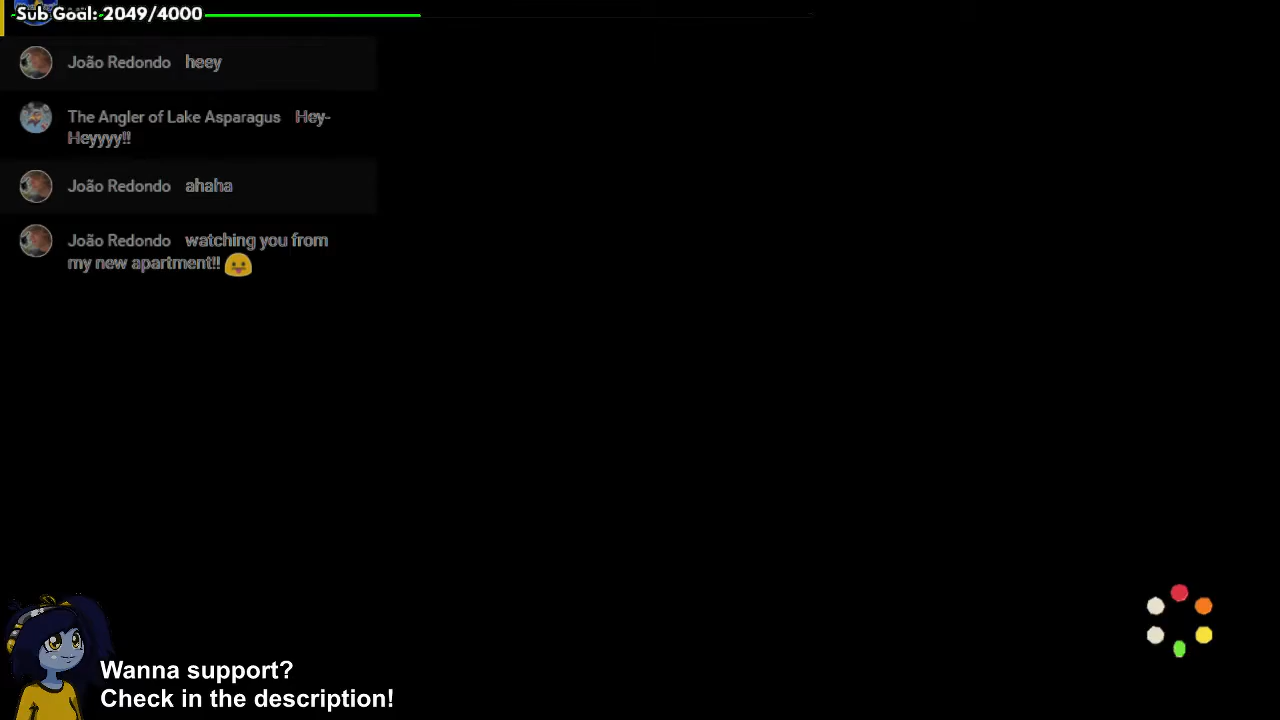 Sub Goal: 2049/4000
João Redondo heey
The Angler of Lake Asparagus Hey-
Heyyyy!!
João Redondo ahaha
João Redondo watching you from
my new apartment!!
Wanna support?
Check in the description!